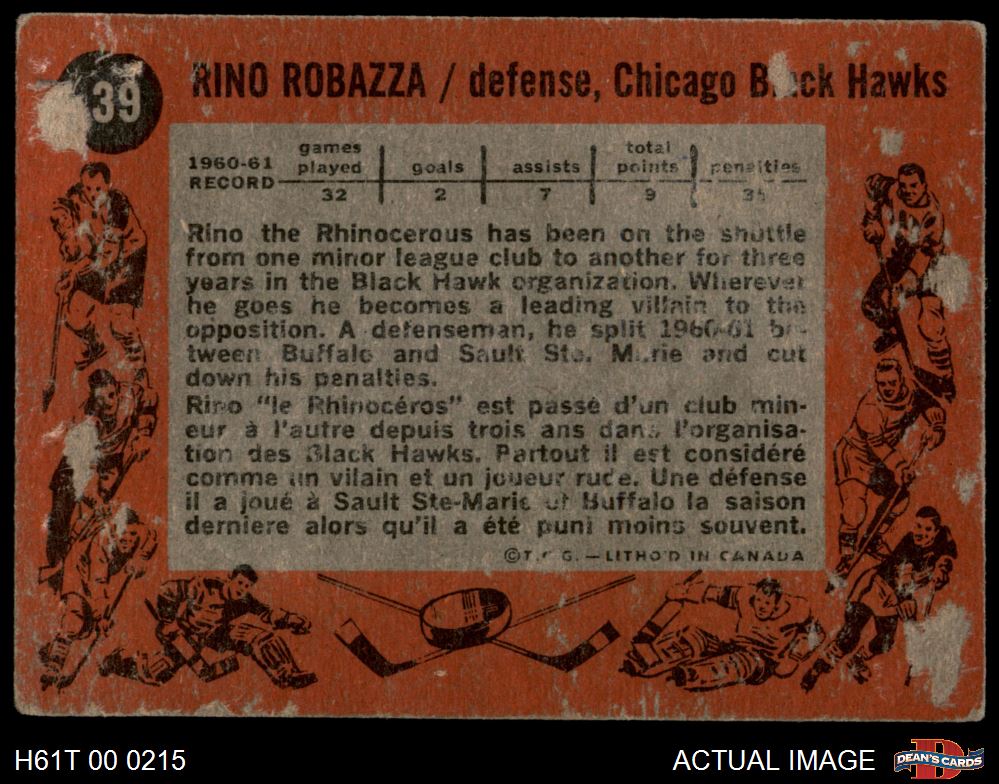 39 RINO ROBAZZA / defense, Chicago Black Hawks
1960-61 RECORD
games played goals assists total points penalties
32 2 7 9
Rino the Rhinocerous has been on the shuttle
from one minor league club to another for three
years in the Black Hawk organization. Wherever
he goes he becomes a leading villain to the
opposition. A defenseman, he split 1960-61 be-
tween Buffalo and Sault Ste. Marie and cut
down his penalties.
Rino "le Rhinocéros" est passé d'un club min-
eur à l'autre depuis trois ans dans l'organisa-
tion des Black Hawks. Partout il est considéré
comme un vilain et un joueur rude. Une défense
il a joué à Sault Ste-Marie et Buffalo la saison
derniere alors qu'il a été puni moins souvent.
©T.C.G. — LITHO'D IN CANADA
H61T 00 0215
ACTUAL IMAGE
D
DEAN'S CARDS